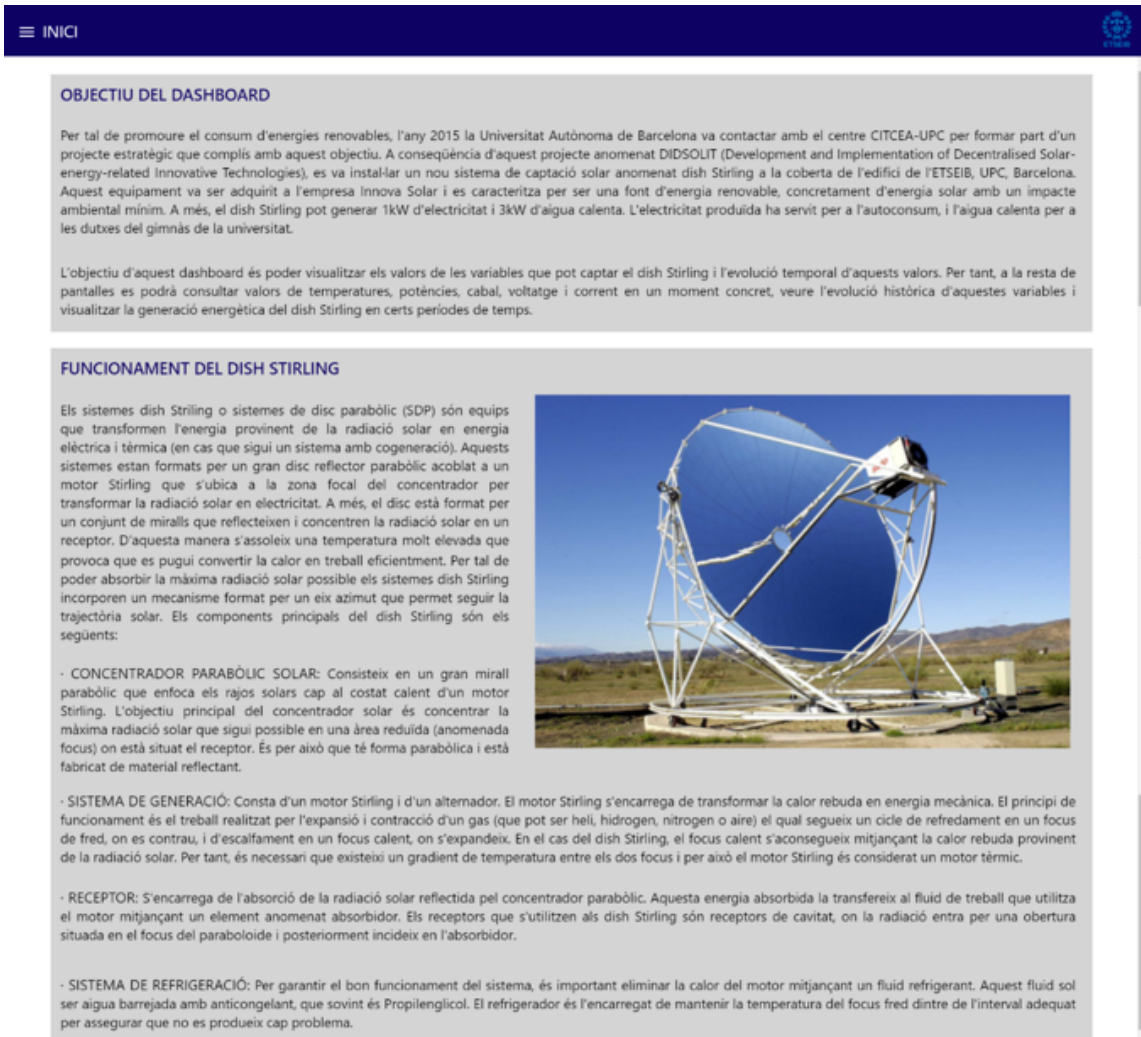 INICI
ETSEIB
OBJECTIU DEL DASHBOARD
Per tal de promoure el consum d'energies renovables, l'any 2015 la Universitat Autònoma de Barcelona va contactar amb el centre CITCEA-UPC per formar part d'un
projecte estratègic que complís amb aquest objectiu. A conseqüència d'aquest projecte anomenat DIDSOLIT (Development and Implementation of Decentralised Solar-
energy-related Innovative Technologies), es va instal·lar un nou sistema de captació solar anomenat dish Stirling a la coberta de l'edifici de l'ETSEIB, UPC, Barcelona.
Aquest equipament va ser adquirit a l'empresa Innova Solar i es caracteritza per ser una font d'energia renovable, concretament d'energia solar amb un impacte
ambiental mínim. A més, el dish Stirling pot generar 1kW d'electricitat i 3kW d'aigua calenta. L'electricitat produïda ha servit per a l'autoconsum, i l'aigua calenta per a
les dutxes del gimnàs de la universitat.
L'objectiu d'aquest dashboard és poder visualitzar els valors de les variables que pot captar el dish Stirling i l'evolució temporal d'aquests valors. Per tant, a la resta de
pantalles es podrà consultar valors de temperatures, potències, cabal, voltatge i corrent en un moment concret, veure l'evolució històrica d'aquestes variables i
visualitzar la generació energètica del dish Stirling en certs períodes de temps.
FUNCIONAMENT DEL DISH STIRLING
Els sistemes dish Striling o sistemes de disc parabòlic (SDP) són equips
que transformen l'energia provinent de la radiació solar en energia
elèctrica i tèrmica (en cas que sigui un sistema amb cogeneració). Aquests
sistemes estan formats per un gran disc reflector parabòlic acoblat a un
motor Stirling que s'ubica a la zona focal del concentrador per
transformar la radiació solar en electricitat. A més, el disc està format per
un conjunt de miralls que reflecteixen i concentren la radiació solar en un
receptor. D'aquesta manera s'assoleix una temperatura molt elevada que
provoca que es pugui convertir la calor en treball eficientment. Per tal de
poder absorbir la màxima radiació solar possible els sistemes dish Stirling
incorporen un mecanisme format per un eix azimut que permet seguir la
trajectòria solar. Els components principals del dish Stirling són els
següents:
· CONCENTRADOR PARABÒLIC SOLAR: Consisteix en un gran mirall
parabòlic que enfoca els rajos solars cap al costat calent d'un motor
Stirling. L'objectiu principal del concentrador solar és concentrar la
màxima radiació solar que sigui possible en una àrea reduïda (anomenada
focus) on està situat el receptor. És per això que té forma parabòlica i està
fabricat de material reflectant.
· SISTEMA DE GENERACIÓ: Consta d'un motor Stirling i d'un alternador. El motor Stirling s'encarrega de transformar la calor rebuda en energia mecànica. El principi de
funcionament és el treball realitzat per l'expansió i contracció d'un gas (que pot ser heli, hidrogen, nitrogen o aire) el qual segueix un cicle de refredament en un focus
de fred, on es contrau, i d'escalfament en un focus calent, on s'expandeix. En el cas del dish Stirling, el focus calent s'aconsegueix mitjançant la calor rebuda provinent
de la radiació solar. Per tant, és necessari que existeixi un gradient de temperatura entre els dos focus i per això el motor Stirling és considerat un motor tèrmic.
· RECEPTOR: S'encarrega de l'absorció de la radiació solar reflectida pel concentrador parabòlic. Aquesta energia absorbida la transfereix al fluid de treball que utilitza
el motor mitjançant un element anomenat absorbidor. Els receptors que s'utilitzen als dish Stirling són receptors de cavitat, on la radiació entra per una obertura
situada en el focus del paraboloide i posteriorment incideix en l'absorbidor.
· SISTEMA DE REFRIGERACIÓ: Per garantir el bon funcionament del sistema, és important eliminar la calor del motor mitjançant un fluid refrigerant. Aquest fluid sol
ser aigua barrejada amb anticongelant, que sovint és Propilenglicol. El refrigerador és l'encarregat de mantenir la temperatura del focus fred dintre de l'interval adequat
per assegurar que no es produeix cap problema.